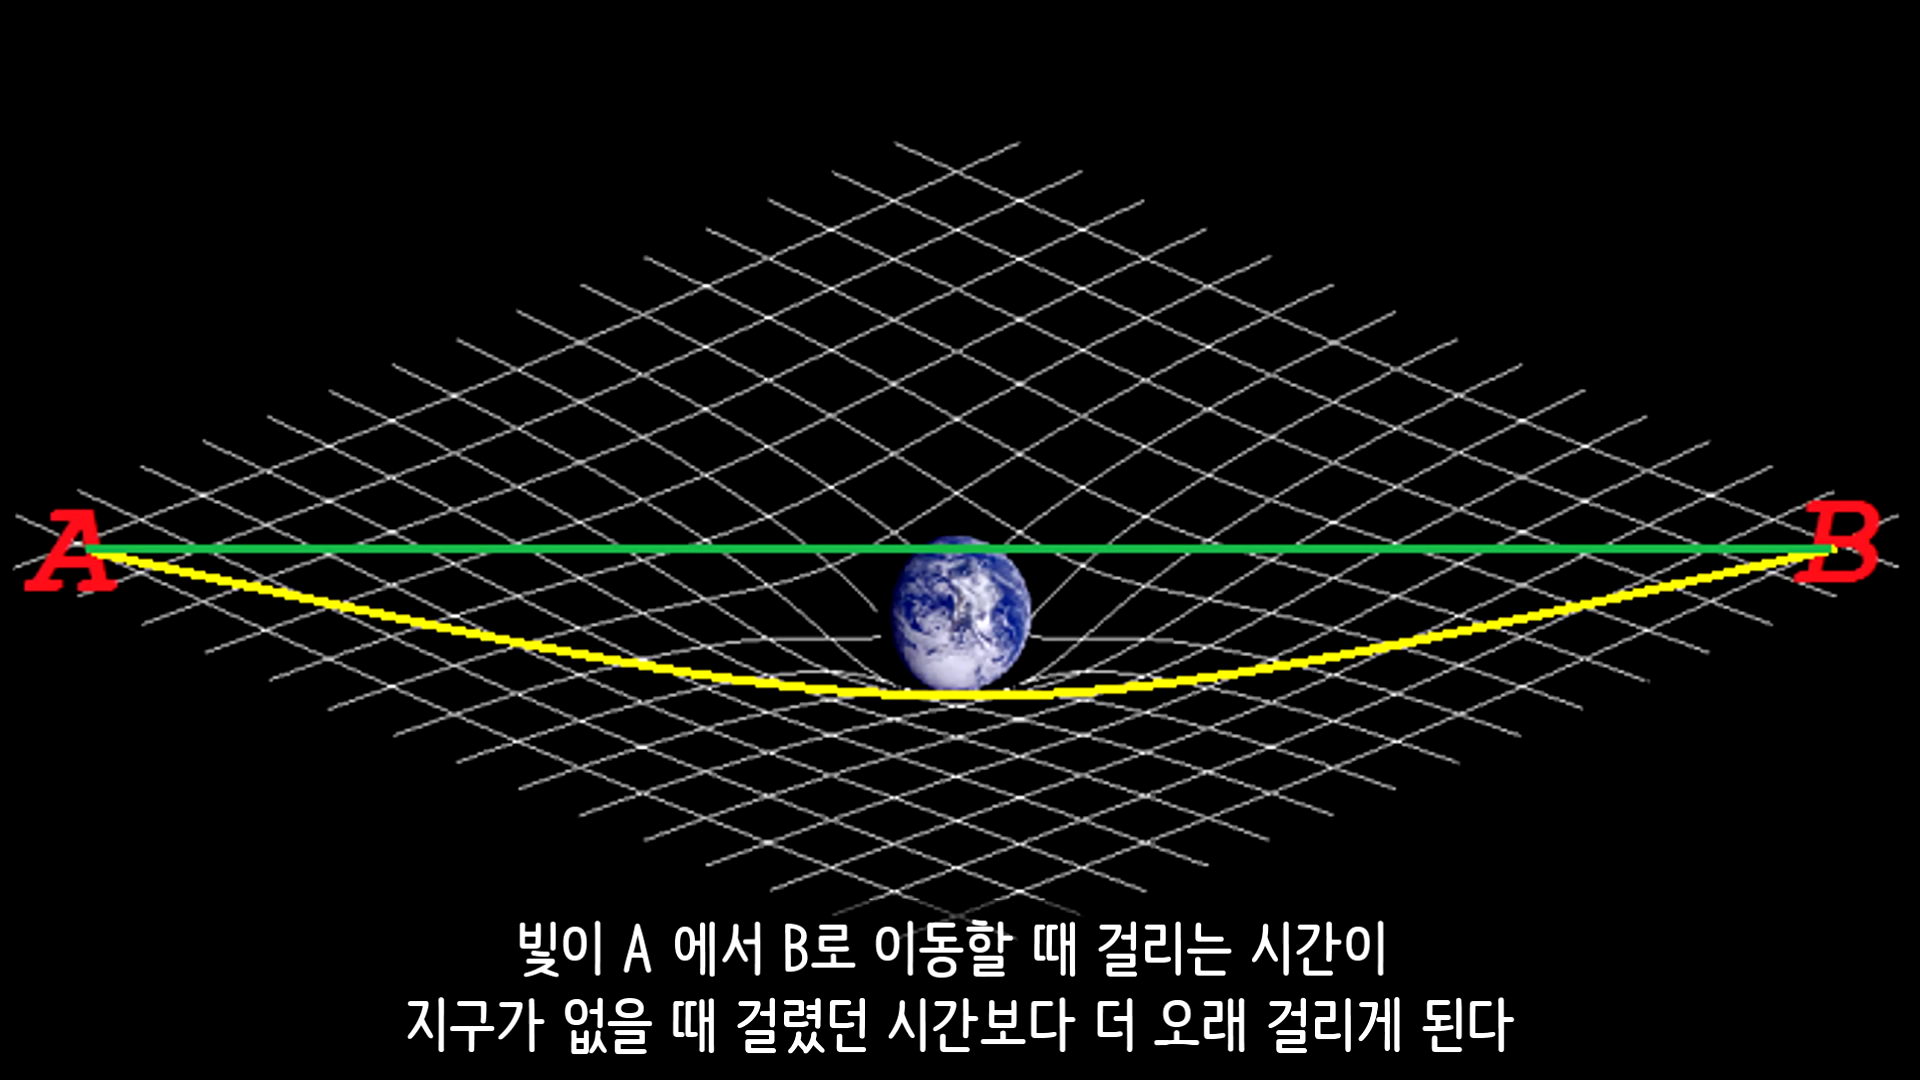 A
B
빛이 A 에서 B로 이동할 때 걸리는 시간이
지구가 없을 때 걸렸던 시간보다 더 오래 걸리게 된다